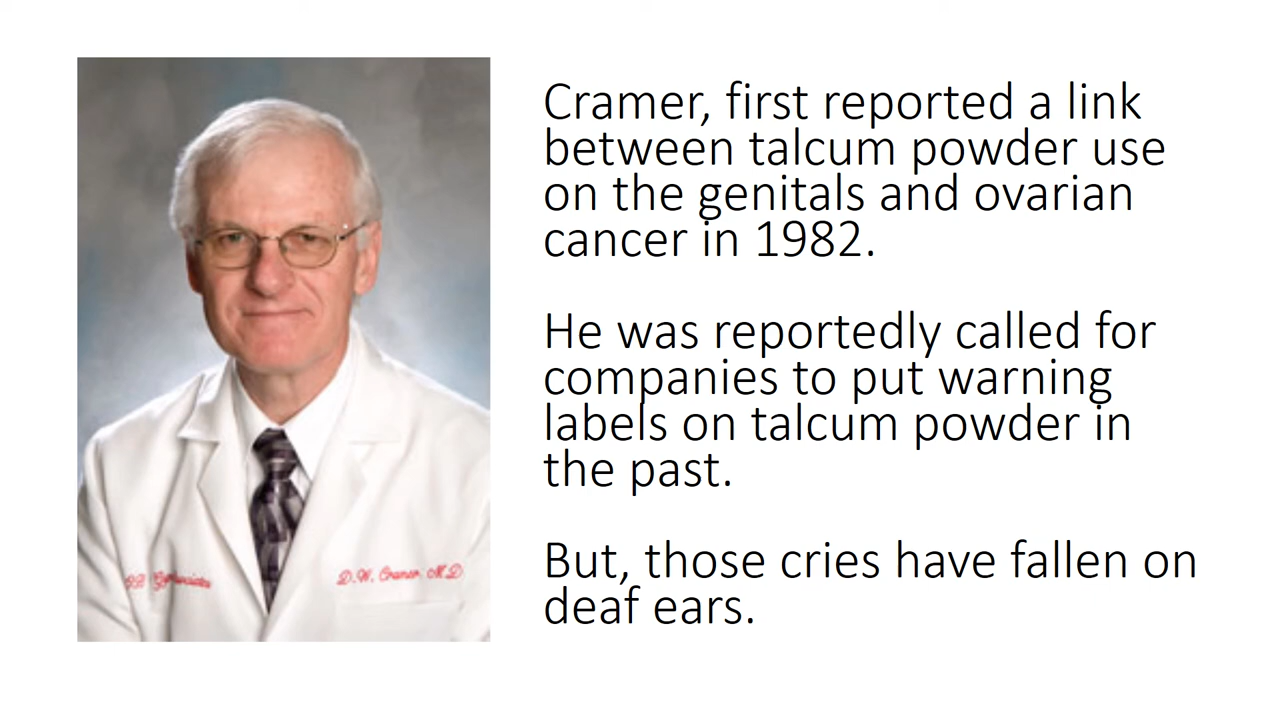 Cramer, first reported a link
between talcum powder use
on the genitals and ovarian
cancer in 1982.
He was reportedly called for
companies to put warning
labels on talcum powder in
the past.
But, those cries have fallen on
deaf ears.
D.W. Cramer, M.D.